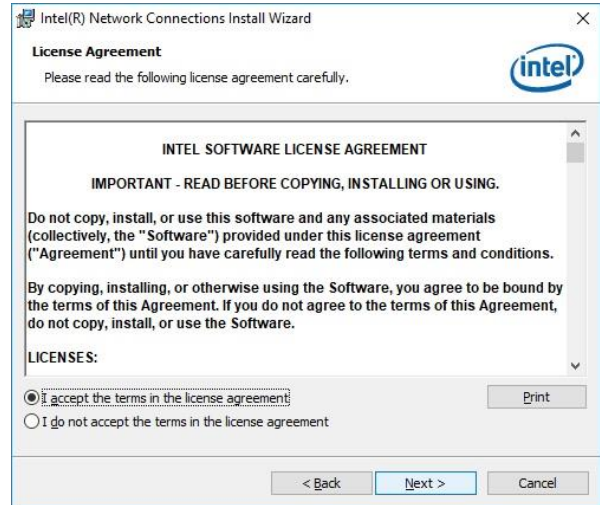 Intel(R) Network Connections Install Wizard
License Agreement
Please read the following license agreement carefully.
intel
INTEL SOFTWARE LICENSE AGREEMENT
IMPORTANT - READ BEFORE COPYING, INSTALLING OR USING.
Do not copy, install, or use this software and any associated materials
(collectively, the "Software") provided under this license agreement
("Agreement") until you have carefully read the following terms and conditions.
By copying, installing, or otherwise using the Software, you agree to be bound by
the terms of this Agreement. If you do not agree to the terms of this Agreement,
do not copy, install, or use the Software.
LICENSES:
I accept the terms in the license agreement
Print
I do not accept the terms in the license agreement
< Back
Next >
Cancel